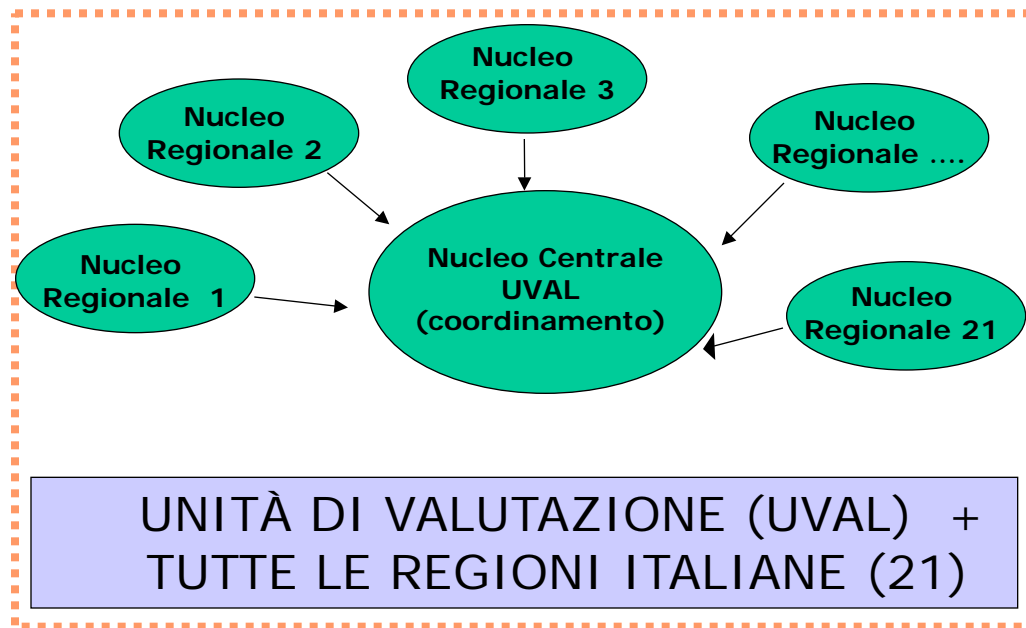 Nucleo
Regionale 3
Nucleo
Regionale 2
Nucleo
Regionale ....
Nucleo
Regionale 1
Nucleo Centrale
UVAL
(coordinamento)
Nucleo
Regionale 21
UNITÀ DI VALUTAZIONE (UVAL) +
TUTTE LE REGIONI ITALIANE (21)